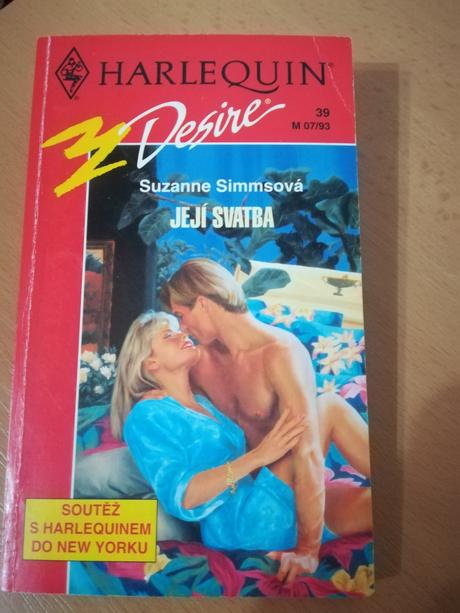 HARLEQUIN®
Desire®
39
M 07/93
Suzanne Simmsová
JEJÍ SVATBA
SOUTĚŽ
S HARLEQUINEM
DO NEW YORKU